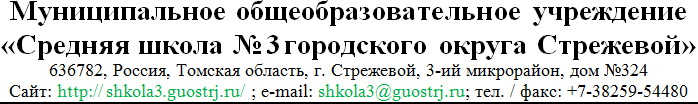 Муниципальное общеобразовательное учреждение
«Средняя школа №3 городского округа Стрежевой»
636782, Россия, Томская область, г. Стрежевой, 3-ий микрорайон, дом №324
Сайт: http://shkola3.guostrj.ru/ ; e-mail: shkola3@guostrj.ru; тел. / факс: +7-38259-54480